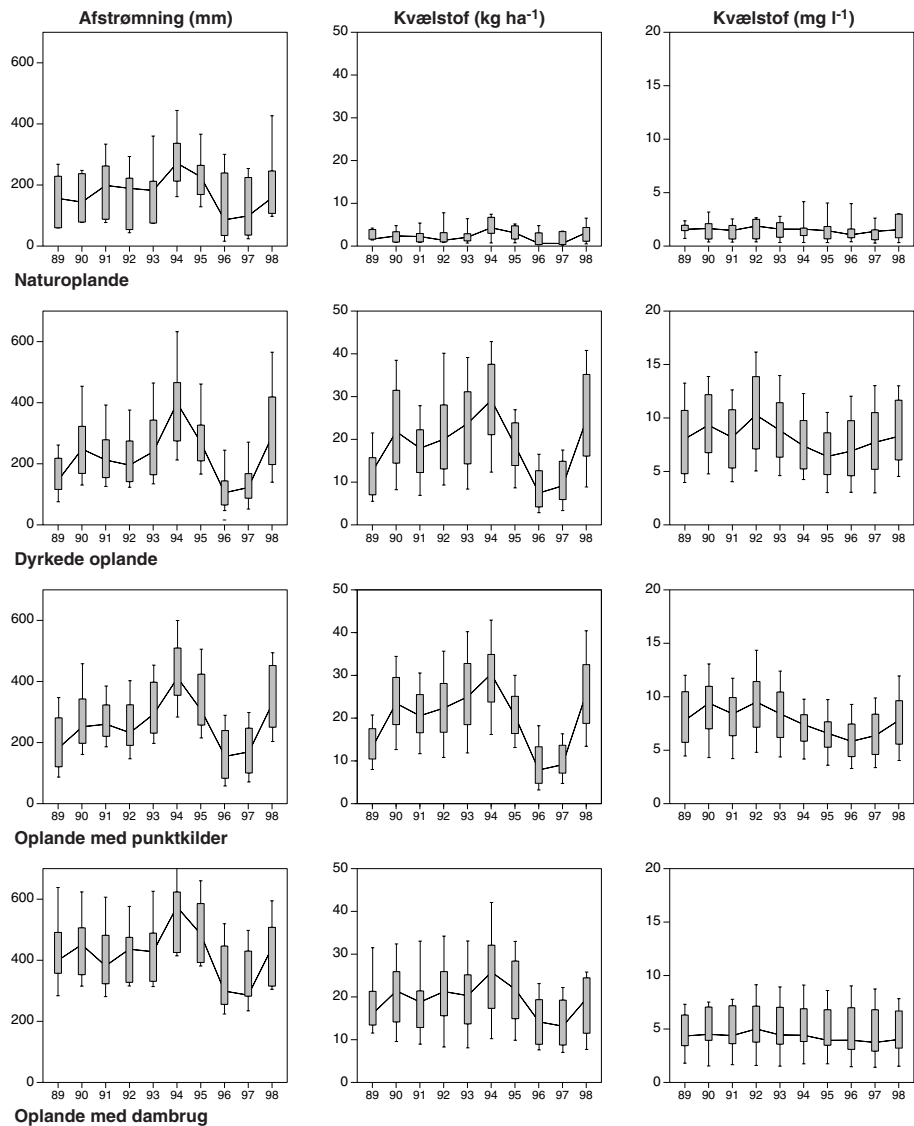 Afstrømning (mm) Kvælstof (kg ha-1) Kvælstof (mg l-1)
600 50 20
400 40 15
200 30 10
0 20 5
10 0
0
89 90 91 92 93 94 95 96 97 98 89 90 91 92 93 94 95 96 97 98 89 90 91 92 93 94 95 96 97 98
Naturoplande
600 50 20
400 40 15
200 30 10
0 20 5
10 0
0
89 90 91 92 93 94 95 96 97 98 89 90 91 92 93 94 95 96 97 98 89 90 91 92 93 94 95 96 97 98
Dyrkede oplande
600 50 20
400 40 15
200 30 10
0 20 5
10 0
0
89 90 91 92 93 94 95 96 97 98 89 90 91 92 93 94 95 96 97 98 89 90 91 92 93 94 95 96 97 98
Oplande med punktkilder
600 50 20
400 40 15
200 30 10
0 20 5
10 0
0
89 90 91 92 93 94 95 96 97 98 89 90 91 92 93 94 95 96 97 98 89 90 91 92 93 94 95 96 97 98
Oplande med dambrug